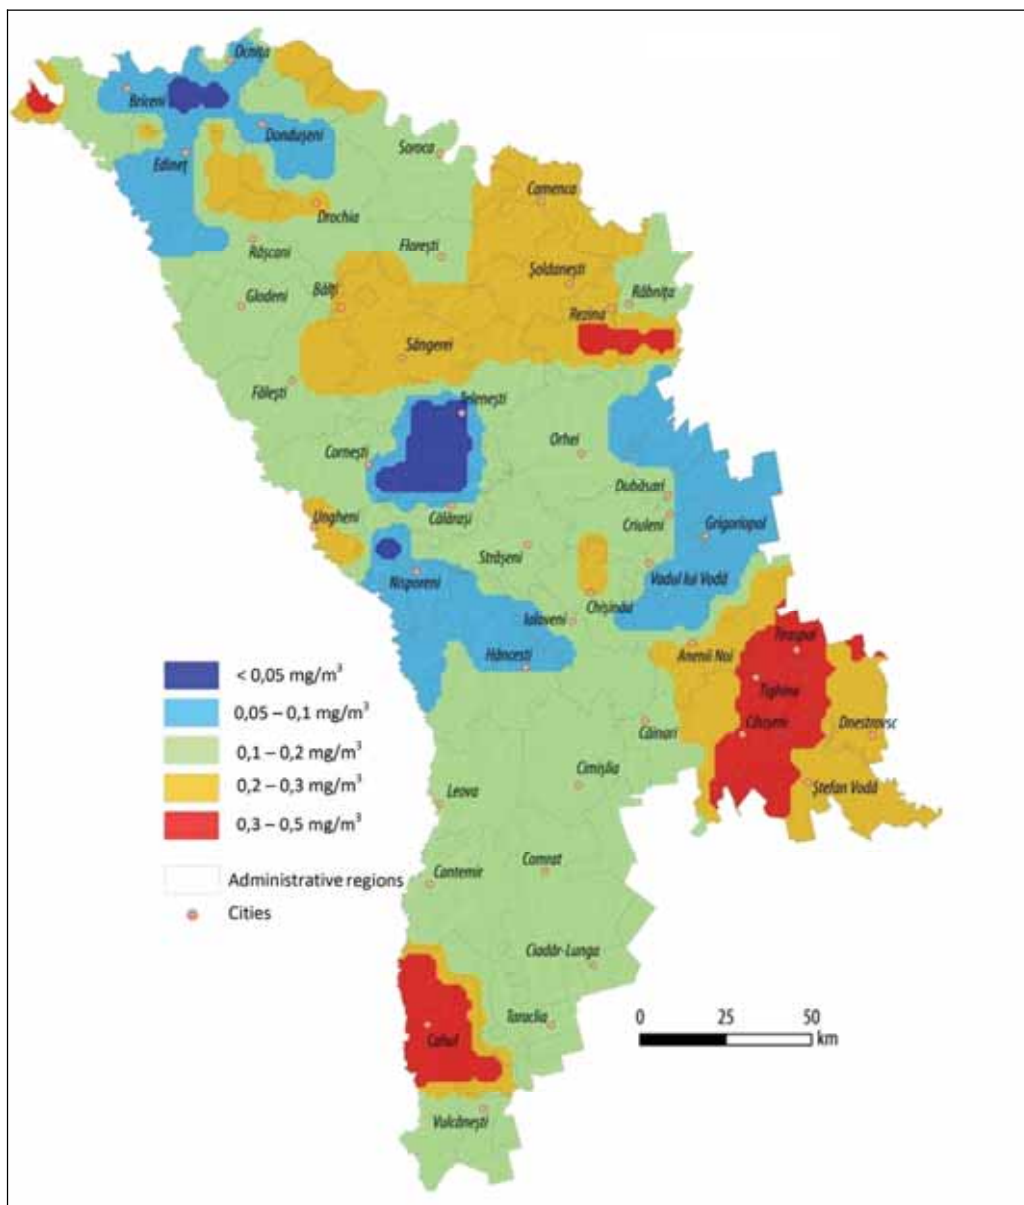 Ocnița
Briceni
Dondușeni
Soroca
Edineț
Camenca
Drochia
Florești
Râșcani
Șoldanești
Bălți
Glodeni
Râbnița
Rezina
Sângerei
Fălești
Telenești
Orhei
Cornești
Dubăsari
Ungheni
Călărași
Criuleni
Grigoriopol
Strășeni
Nisporeni
Vadul lui Vodă
Chișinău
Ialoveni
Tiraspol
Hâncești
Anenii Noi
< 0,05 mg/m³
Tighina
0,05 – 0,1 mg/m³
Căușeni
Dnestrovsc
Căinari
0,1 – 0,2 mg/m³
Cimișlia
0,2 – 0,3 mg/m³
Leova
Ștefan Vodă
0,3 – 0,5 mg/m³
Comrat
Cantemir
Administrative regions
Cities
Ciadâr-Lunga
Taraclia
0 25 50
km
Cahul
Vulcănești